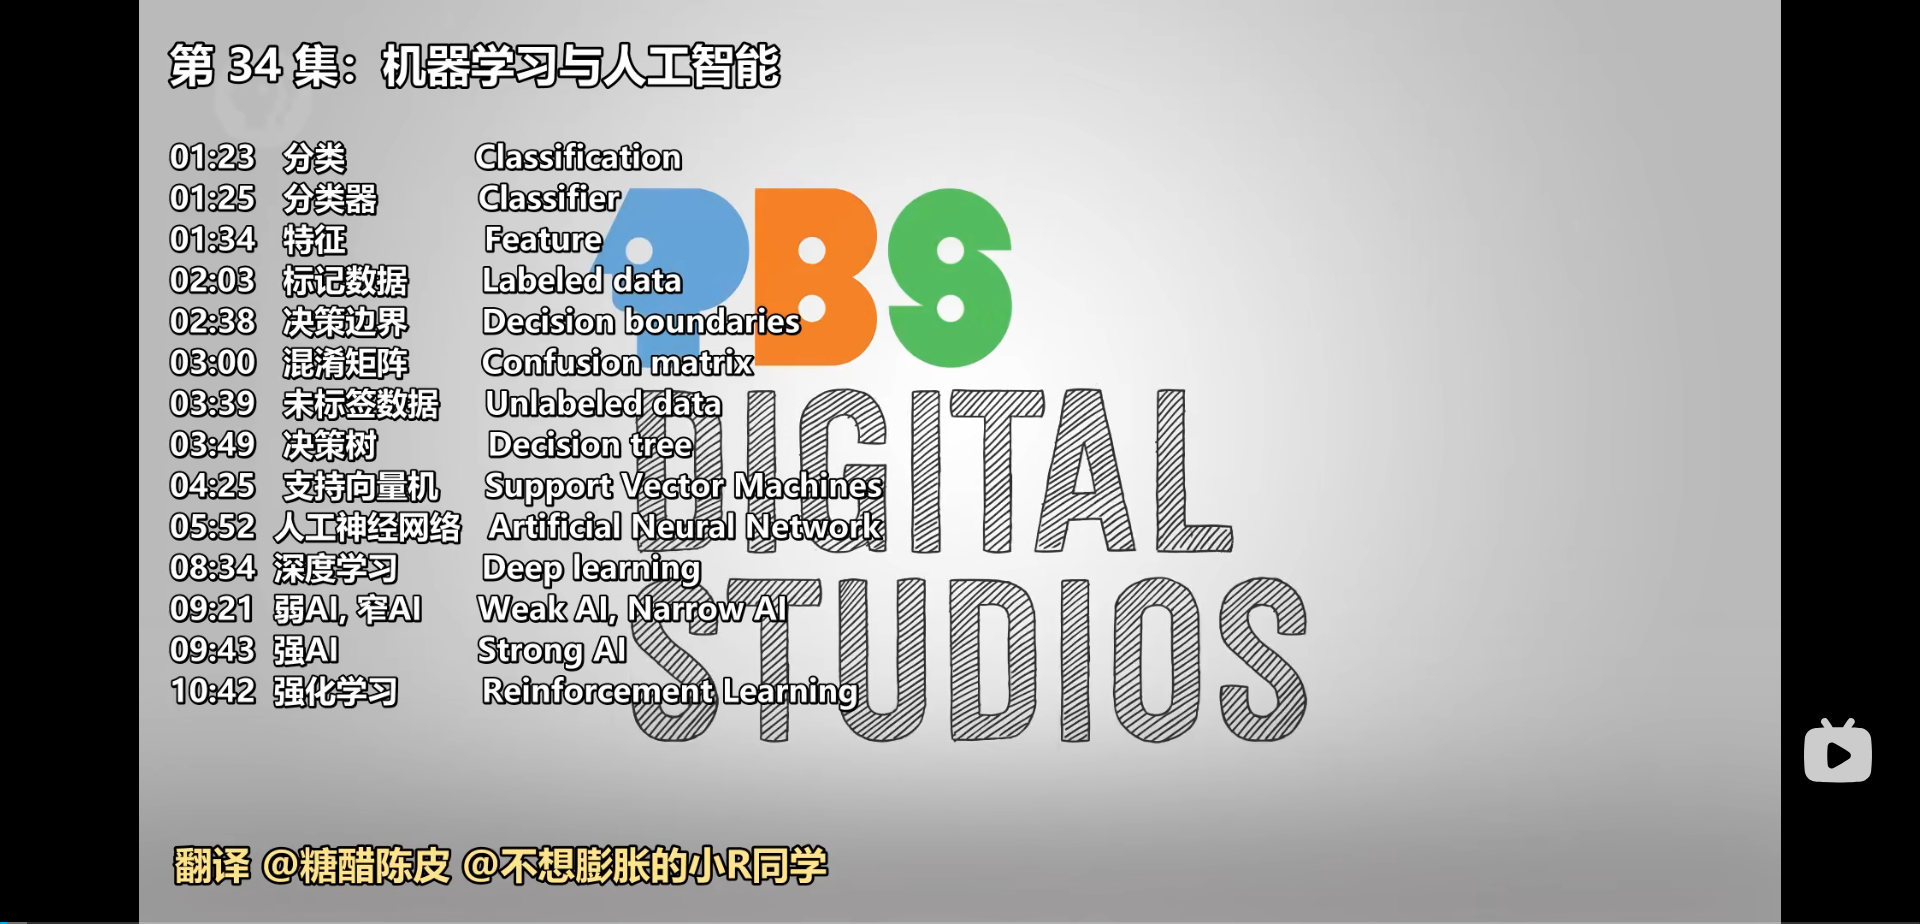 第 34 集：机器学习与人工智能
01:23 分类 Classification
01:25 分类器 Classifier
01:34 特征 Feature
02:03 标记数据 Labeled data
02:38 决策边界 Decision boundaries
03:00 混淆矩阵 Confusion matrix
03:39 未标签数据 Unlabeled data
03:49 决策树 Decision tree
04:25 支持向量机 Support Vector Machines
05:52 人工神经网络 Artificial Neural Network
08:34 深度学习 Deep learning
09:21 弱AI, 窄AI Weak AI, Narrow AI
09:43 强AI Strong AI
10:42 强化学习 Reinforcement Learning
PBS
DIGITAL
STUDIOS
翻译 @糖醋陈皮 @不想膨胀的小R同学